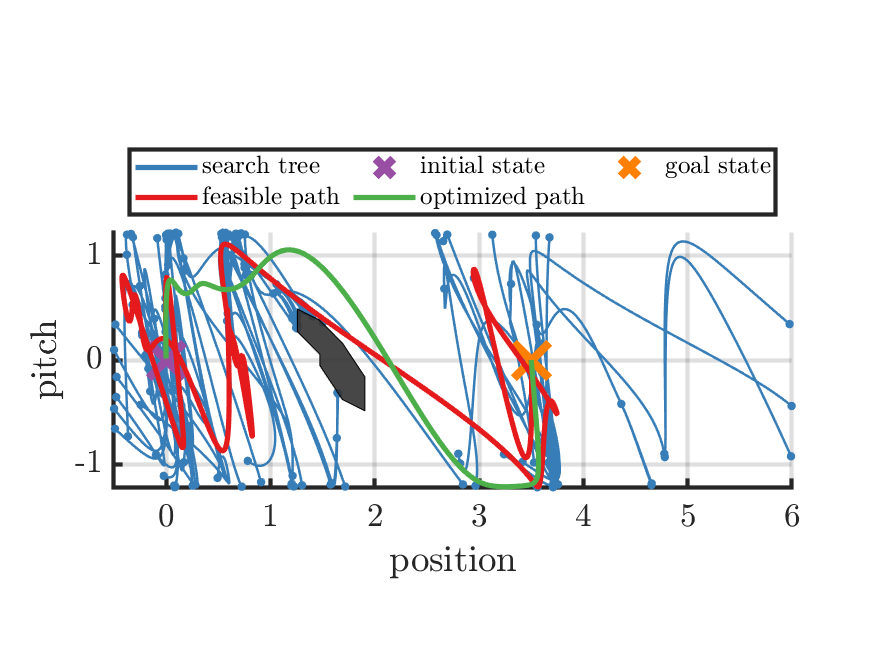 search tree initial state goal state
feasible path optimized path
1
0
-1
pitch
0 1 2 3 4 5 6
position